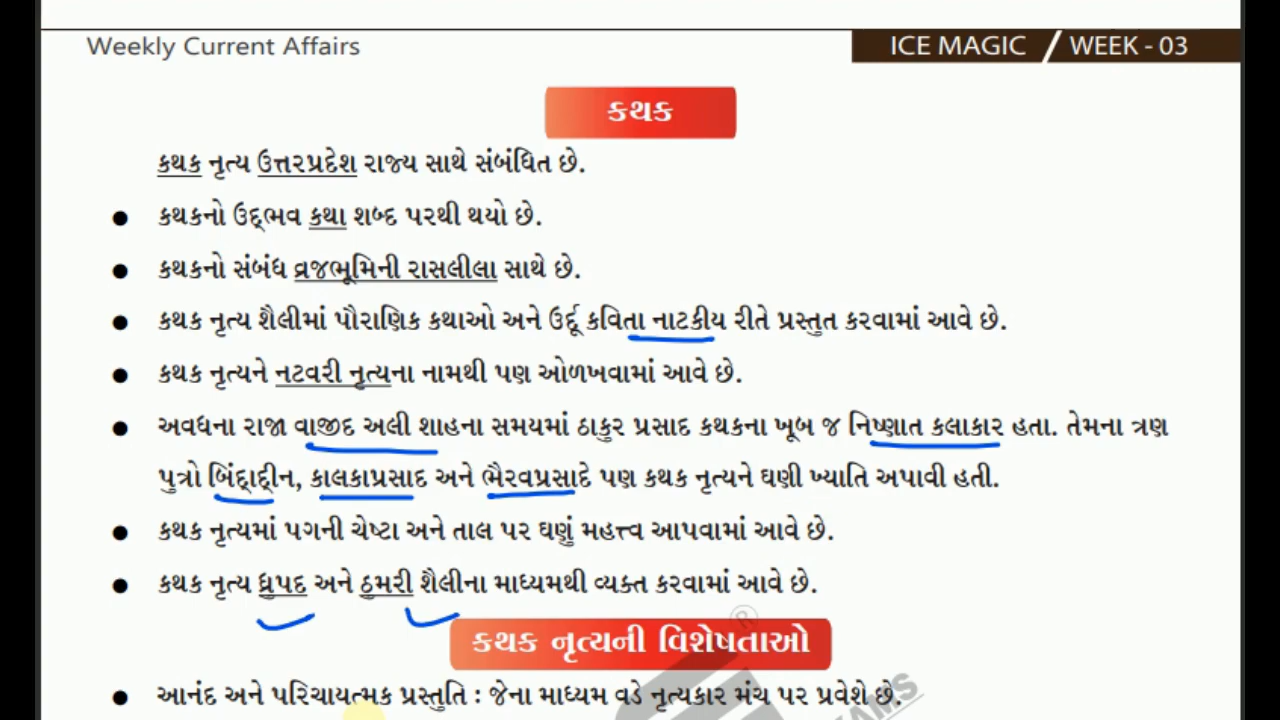 Weekly Current Affairs
ICE MAGIC / WEEK - 03
કથક
કથક નૃત્ય ઉત્તરપ્રદેશ રાજ્ય સાથે સંબંધિત છે.
● કથકનો ઉદ્ભવ કથા શબ્દ પરથી થયો છે.
● કથકનો સંબંધ વ્રજભૂમિની રાસલીલા સાથે છે.
● કથક નૃત્ય શૈલીમાં પૌરાણિક કથાઓ અને ઉર્દૂ કવિતા નાટકીય રીતે પ્રસ્તુત કરવામાં આવે છે.
● કથક નૃત્યને નટવરી નૃત્યના નામથી પણ ઓળખવામાં આવે છે.
● અવધના રાજા વાજીદ અલી શાહના સમયમાં ઠાકુર પ્રસાદ કથકના ખૂબ જ નિષ્ણાત કલાકાર હતા. તેમના ત્રણ
પુત્રો બિંદ્દાદ્દીન, કાલકાપ્રસાદ અને ભૈરવપ્રસાદે પણ કથક નૃત્યને ઘણી ખ્યાતિ અપાવી હતી.
● કથક નૃત્યમાં પગની ચેષ્ટા અને તાલ પર ઘણું મહત્ત્વ આપવામાં આવે છે.
● કથક નૃત્ય ધ્રુપદ અને ઠુમરી શૈલીના માધ્યમથી વ્યક્ત કરવામાં આવે છે.
®
કથક નૃત્યની વિશેષતાઓ
● આનંદ અને પરિચાયત્મક પ્રસ્તુતિ : જેના માધ્યમ વડે નૃત્યકાર મંચ પર પ્રવેશે છે.